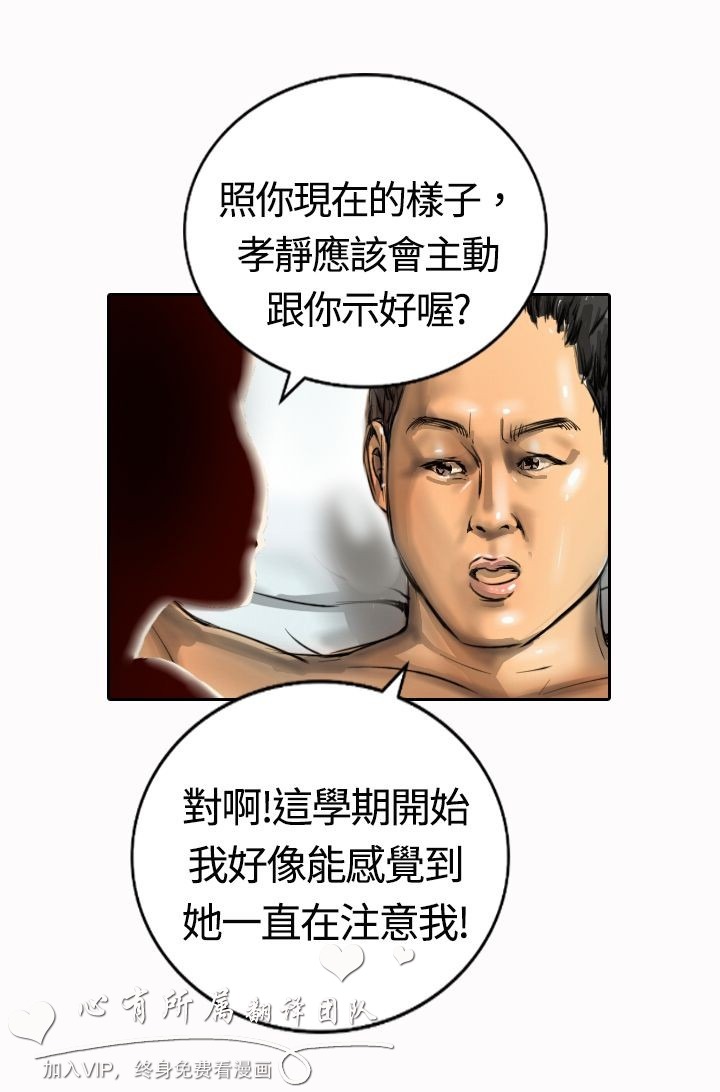 照你現在的樣子，
孝靜應該會主動
跟你示好喔?
對啊!這學期開始
我好像能感覺到
她一直在注意我!
心有所属翻译团队
加入VIP，终身免费看漫画